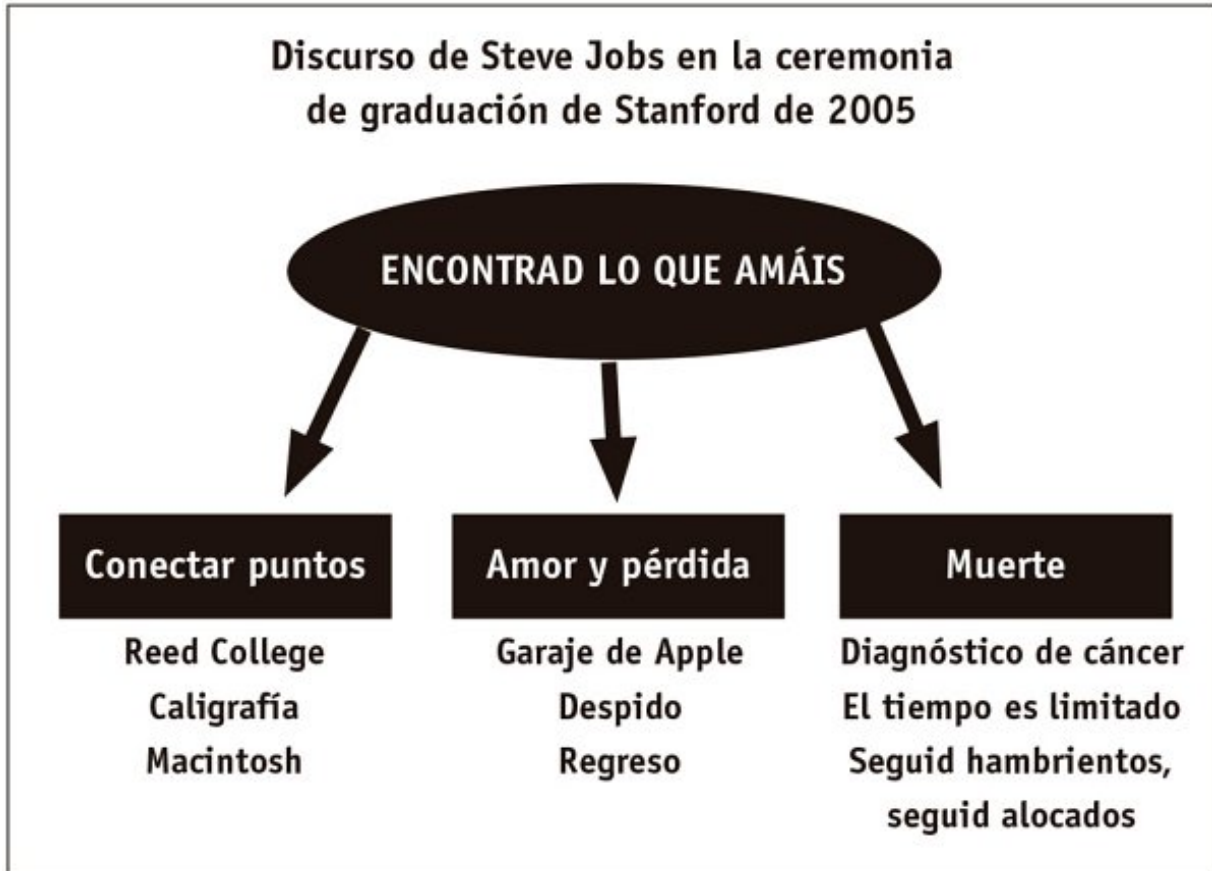 Discurso de Steve Jobs en la ceremonia
de graduación de Stanford de 2005
ENCONTRAD LO QUE AMÁIS
Conectar puntos
Reed College
Caligrafía
Macintosh
Amor y pérdida
Garaje de Apple
Despido
Regreso
Muerte
Diagnóstico de cáncer
El tiempo es limitado
Seguid hambrientos,
seguid alocados